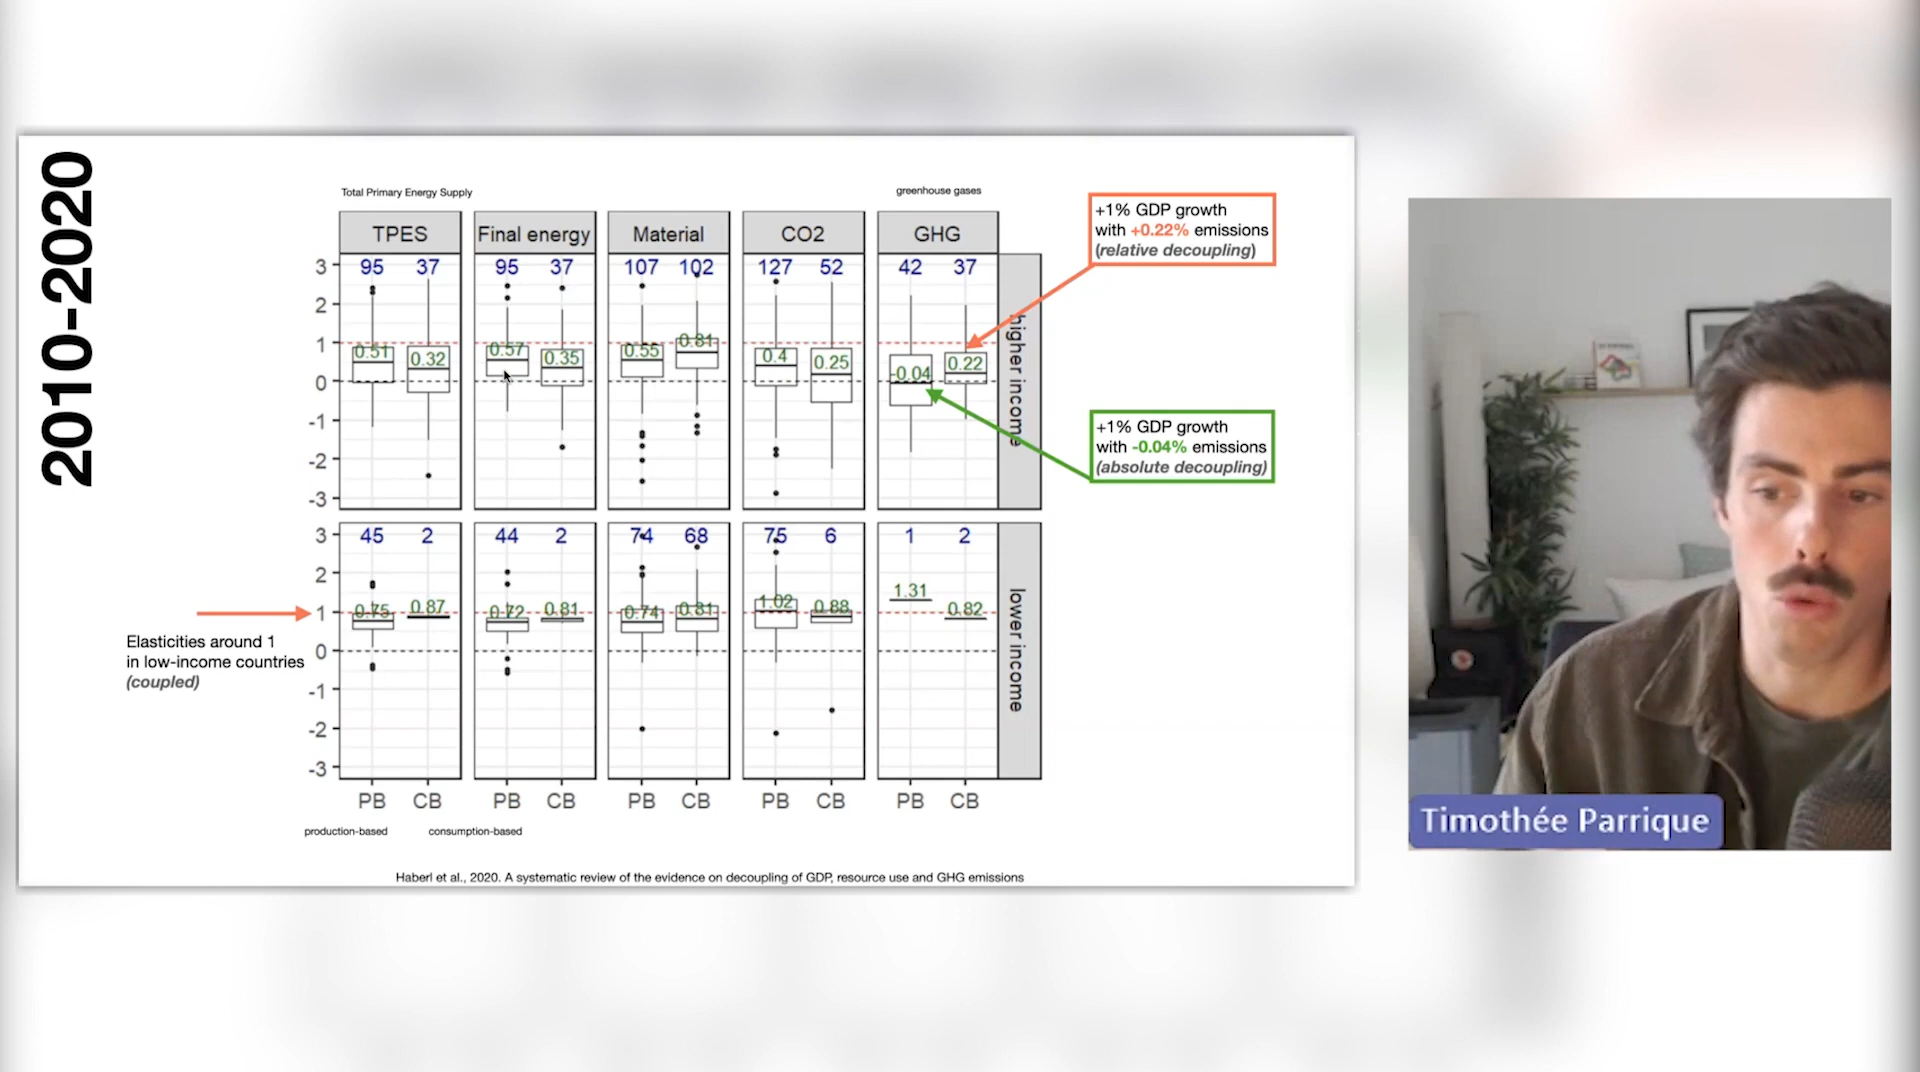 2010-2020
Total Primary Energy Supply
greenhouse gases
TPES
Final energy
Material
CO2
GHG
95 37 95 37 107 102 127 52 42 37
3
2
1
0
-1
-2
-3
0.51 0.32 0.57 0.35 0.55 0.81 0.4 0.25 -0.04 0.22
higher income
+1% GDP growth
with +0.22% emissions
(relative decoupling)
+1% GDP growth
with -0.04% emissions
(absolute decoupling)
45 2 44 2 74 68 75 6 1 2
3
2
1
0
-1
-2
-3
0.75 0.87 0.72 0.81 0.74 0.81 1.02 0.88 1.31 0.82
lower income
Elasticities around 1
in low-income countries
(coupled)
PB CB PB CB PB CB PB CB PB CB
production-based
consumption-based
Haberl et al., 2020. A systematic review of the evidence on decoupling of GDP, resource use and GHG emissions
Timothée Parrique